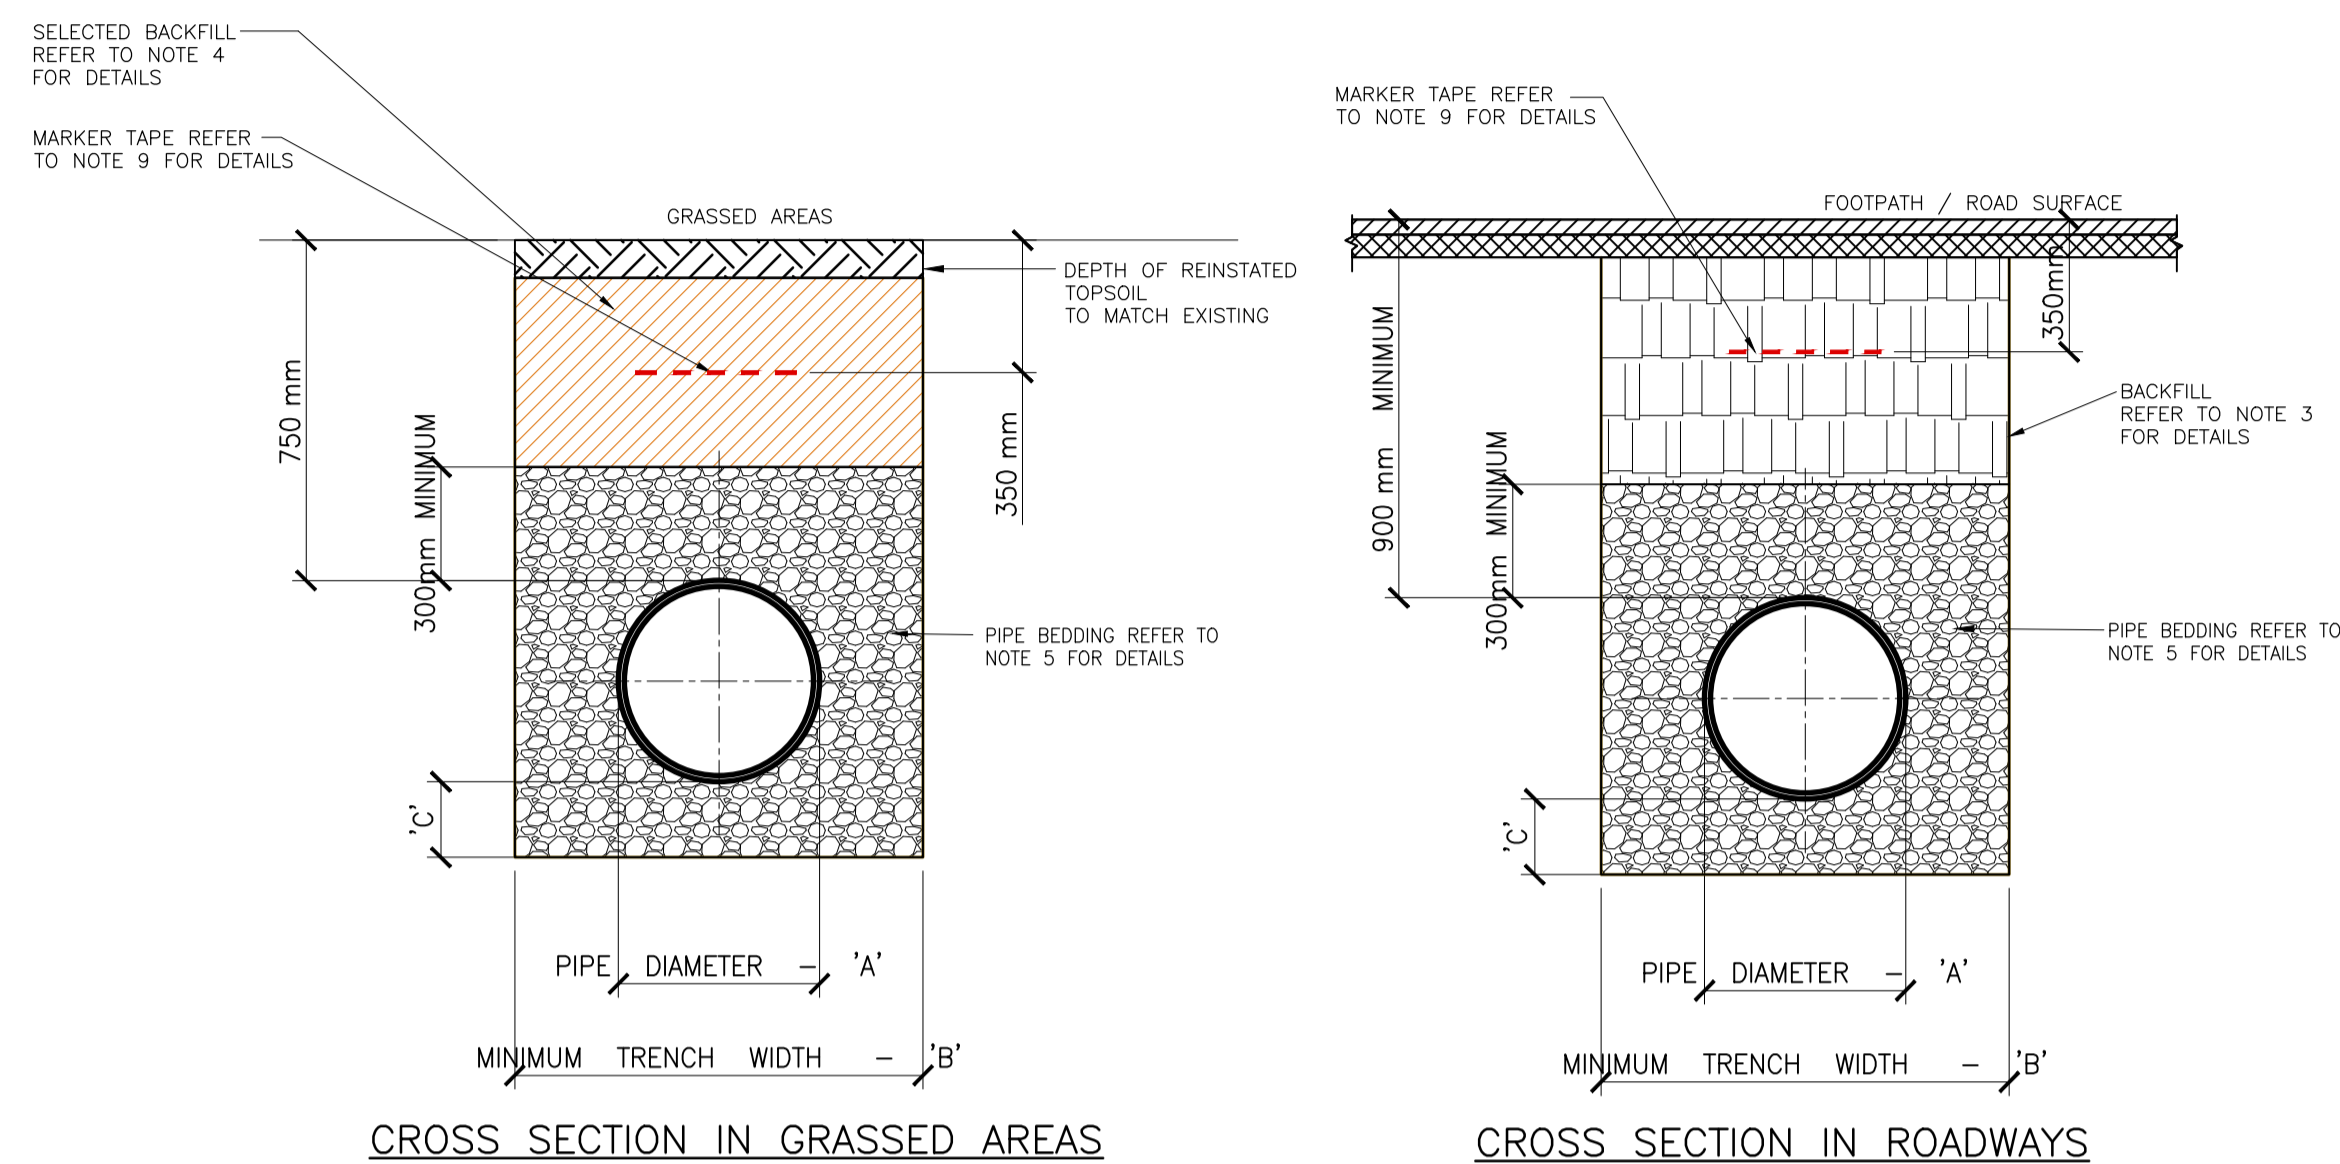 SELECTED BACKFILL
REFER TO NOTE 4
FOR DETAILS
MARKER TAPE REFER
TO NOTE 9 FOR DETAILS
GRASSED AREAS
DEPTH OF REINSTATED
TOPSOIL
TO MATCH EXISTING
750 mm
300mm MINIMUM
350 mm
PIPE BEDDING REFER TO
NOTE 5 FOR DETAILS
'C'
PIPE DIAMETER - 'A'
MINIMUM TRENCH WIDTH - 'B'
CROSS SECTION IN GRASSED AREAS
MARKER TAPE REFER
TO NOTE 9 FOR DETAILS
FOOTPATH / ROAD SURFACE
350mm
900 mm MINIMUM
300mm MINIMUM
BACKFILL
REFER TO NOTE 3
FOR DETAILS
PIPE BEDDING REFER TO
NOTE 5 FOR DETAILS
'C'
PIPE DIAMETER - 'A'
MINIMUM TRENCH WIDTH - 'B'
CROSS SECTION IN ROADWAYS